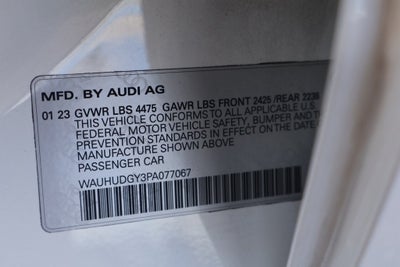 MFD. BY AUDI AG
01 23 GVWR LBS 4475 GAWR LBS FRONT 2425 /REAR 2238
THIS VEHICLE CONFORMS TO ALL APPLICABLE U.S.
FEDERAL MOTOR VEHICLE SAFETY, BUMPER AND
PREVENTION STANDARDS IN EFFECT ON THE DATE
MANUFACTURE SHOWN ABOVE
PASSENGER CAR
WAUHUDGY3PA077067